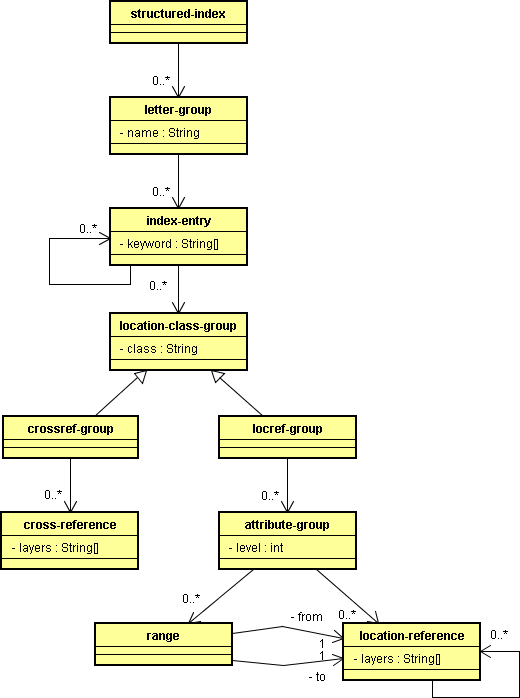 structured-index
0..*
letter-group
- name : String
0..*
index-entry
0..*
- keyword : String[]
0..*
location-class-group
- class : String
crossref-group
locref-group
0..*
0..*
cross-reference
attribute-group
- layers : String[]
- level : int
0..*
0..*
- from
range
1
location-reference
0..*
1
- layers : String[]
- to